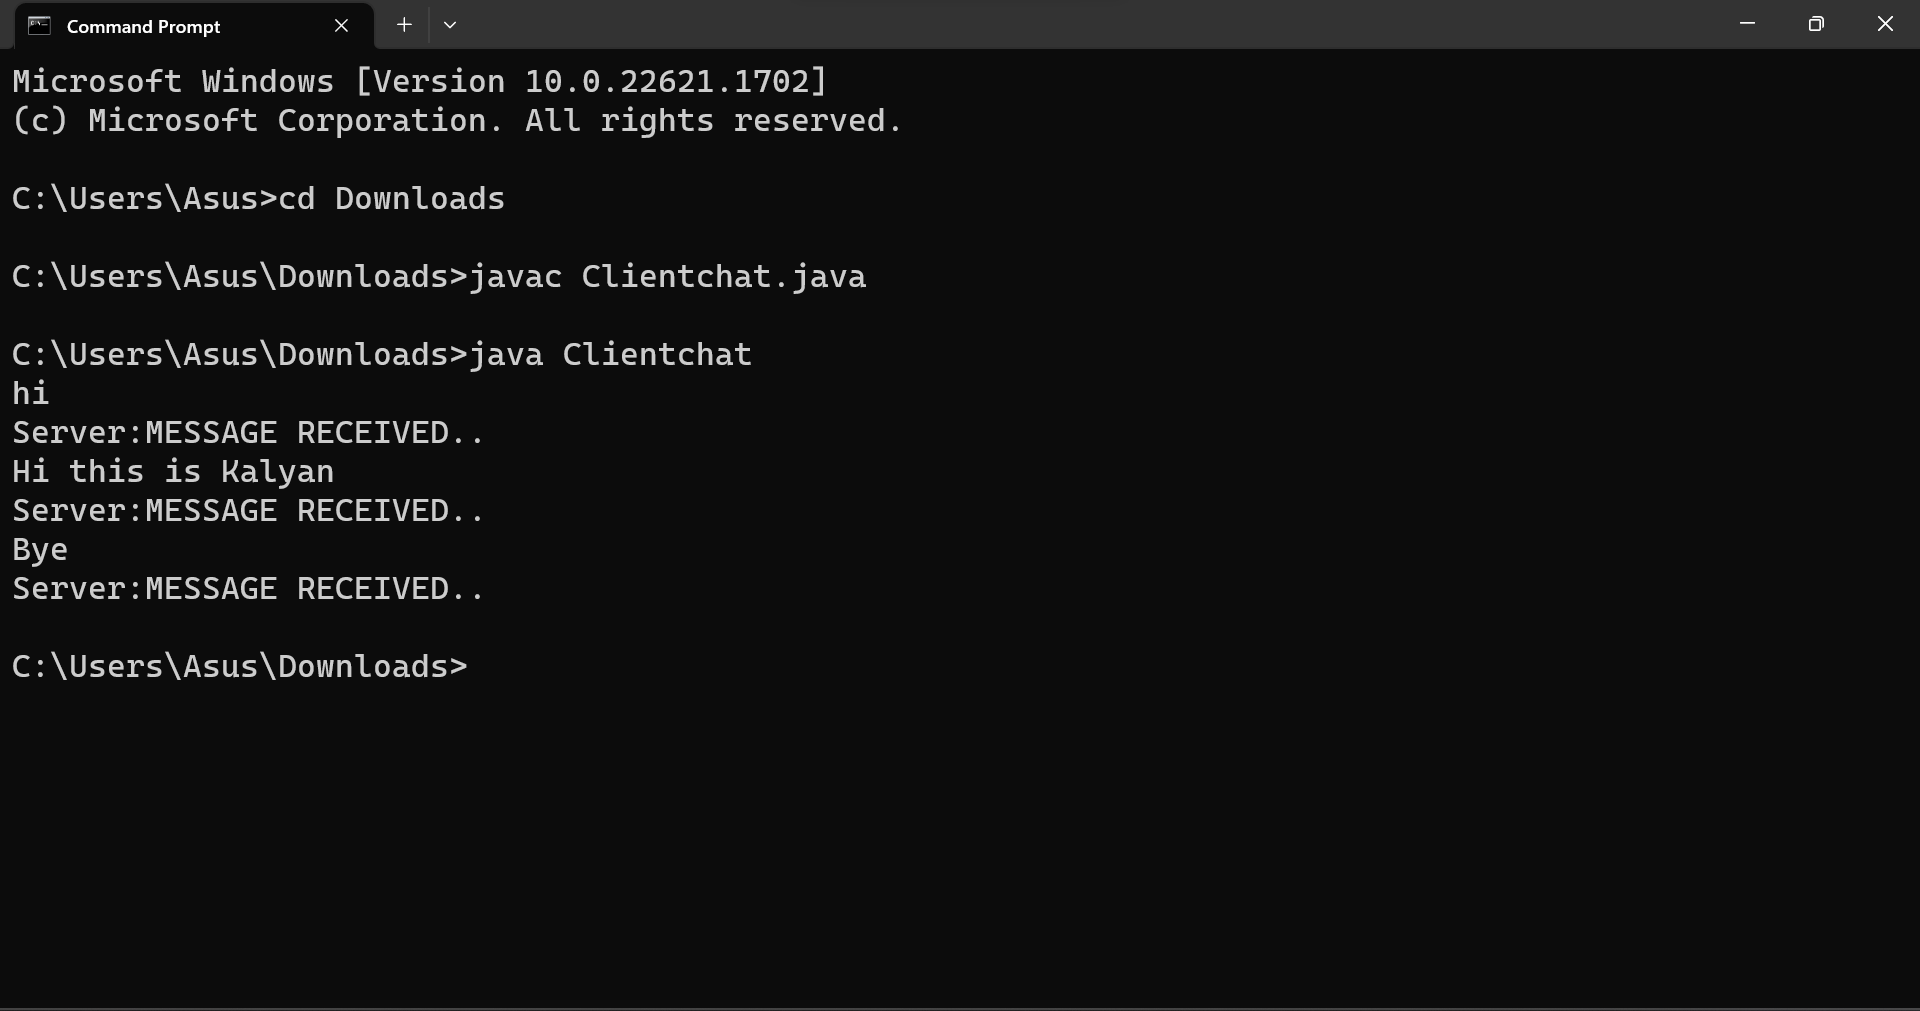 Command Prompt
Microsoft Windows [Version 10.0.22621.1702]
(c) Microsoft Corporation. All rights reserved.
C:\Users\Asus>cd Downloads
C:\Users\Asus\Downloads>javac Clientchat.java
C:\Users\Asus\Downloads>java Clientchat
hi
Server:MESSAGE RECEIVED..
Hi this is Kalyan
Server:MESSAGE RECEIVED..
Bye
Server:MESSAGE RECEIVED..
C:\Users\Asus\Downloads>